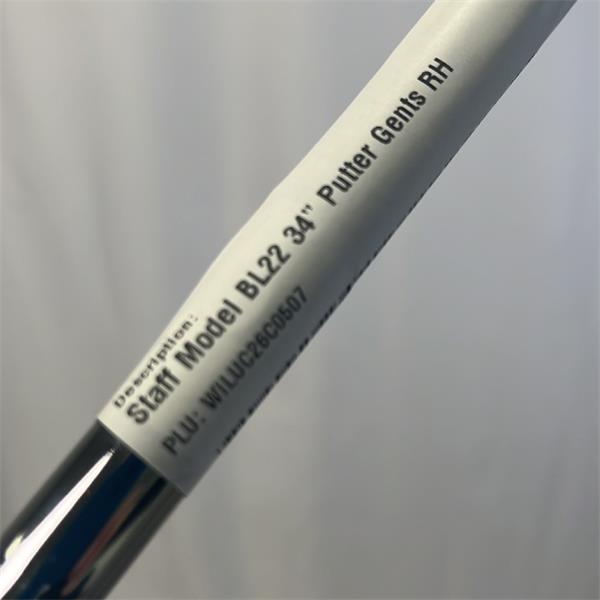 Description:
Staff Model BL22 34" Putter Gents RH
PLU: WILUC26C0507